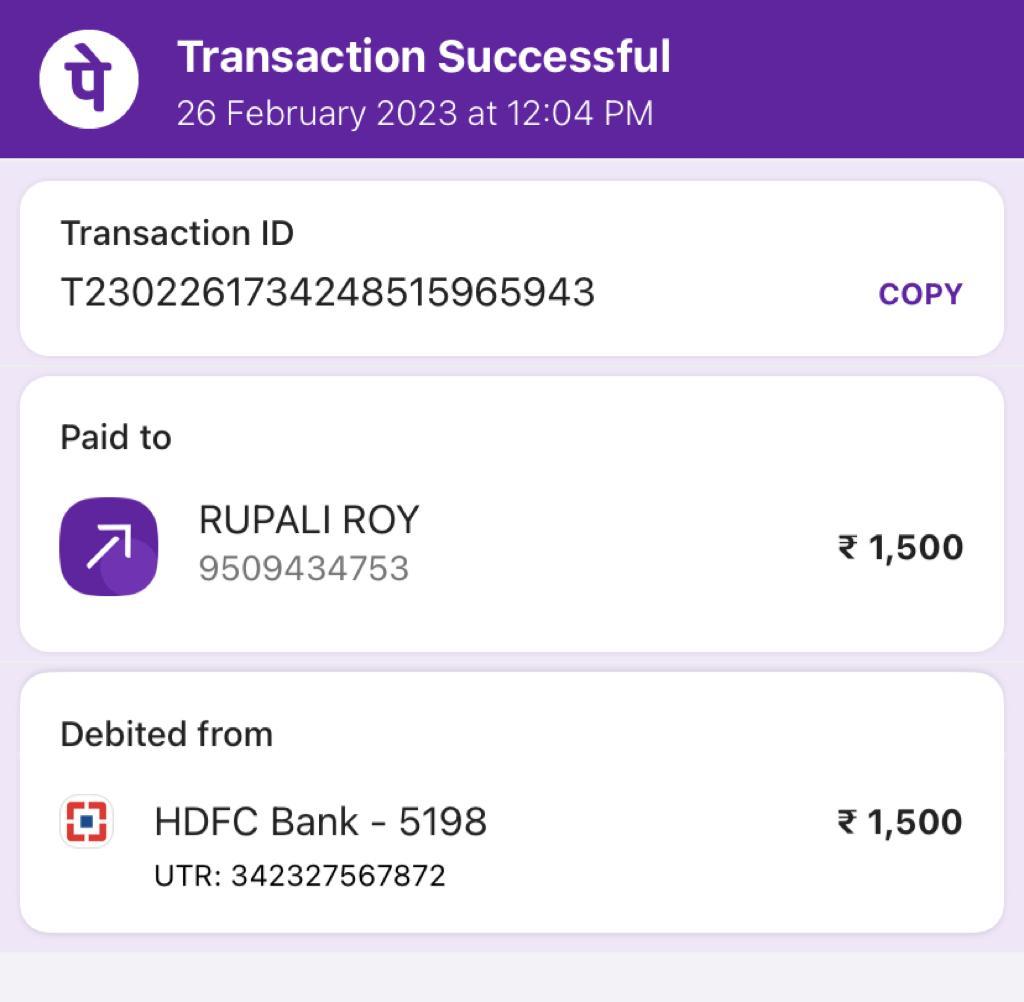 पे
Transaction Successful
26 February 2023 at 12:04 PM
Transaction ID
T2302261734248515965943
COPY
Paid to
RUPALI ROY
9509434753
₹ 1,500
Debited from
HDFC Bank - 5198
₹ 1,500
UTR: 342327567872